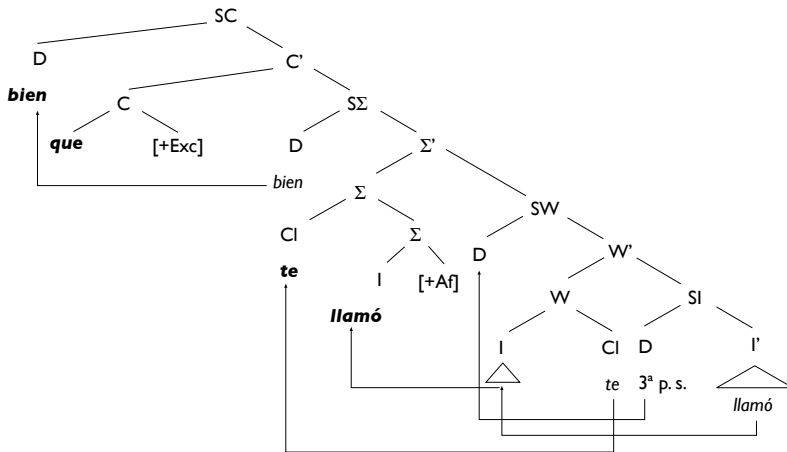 SC
D C'
bien C SΣ
que [+Exc] D Σ'
bien Σ SW
Cl Σ D W'
te I [+Af] W SI
llamó I Cl D I'
te 3ª p. s. llamó